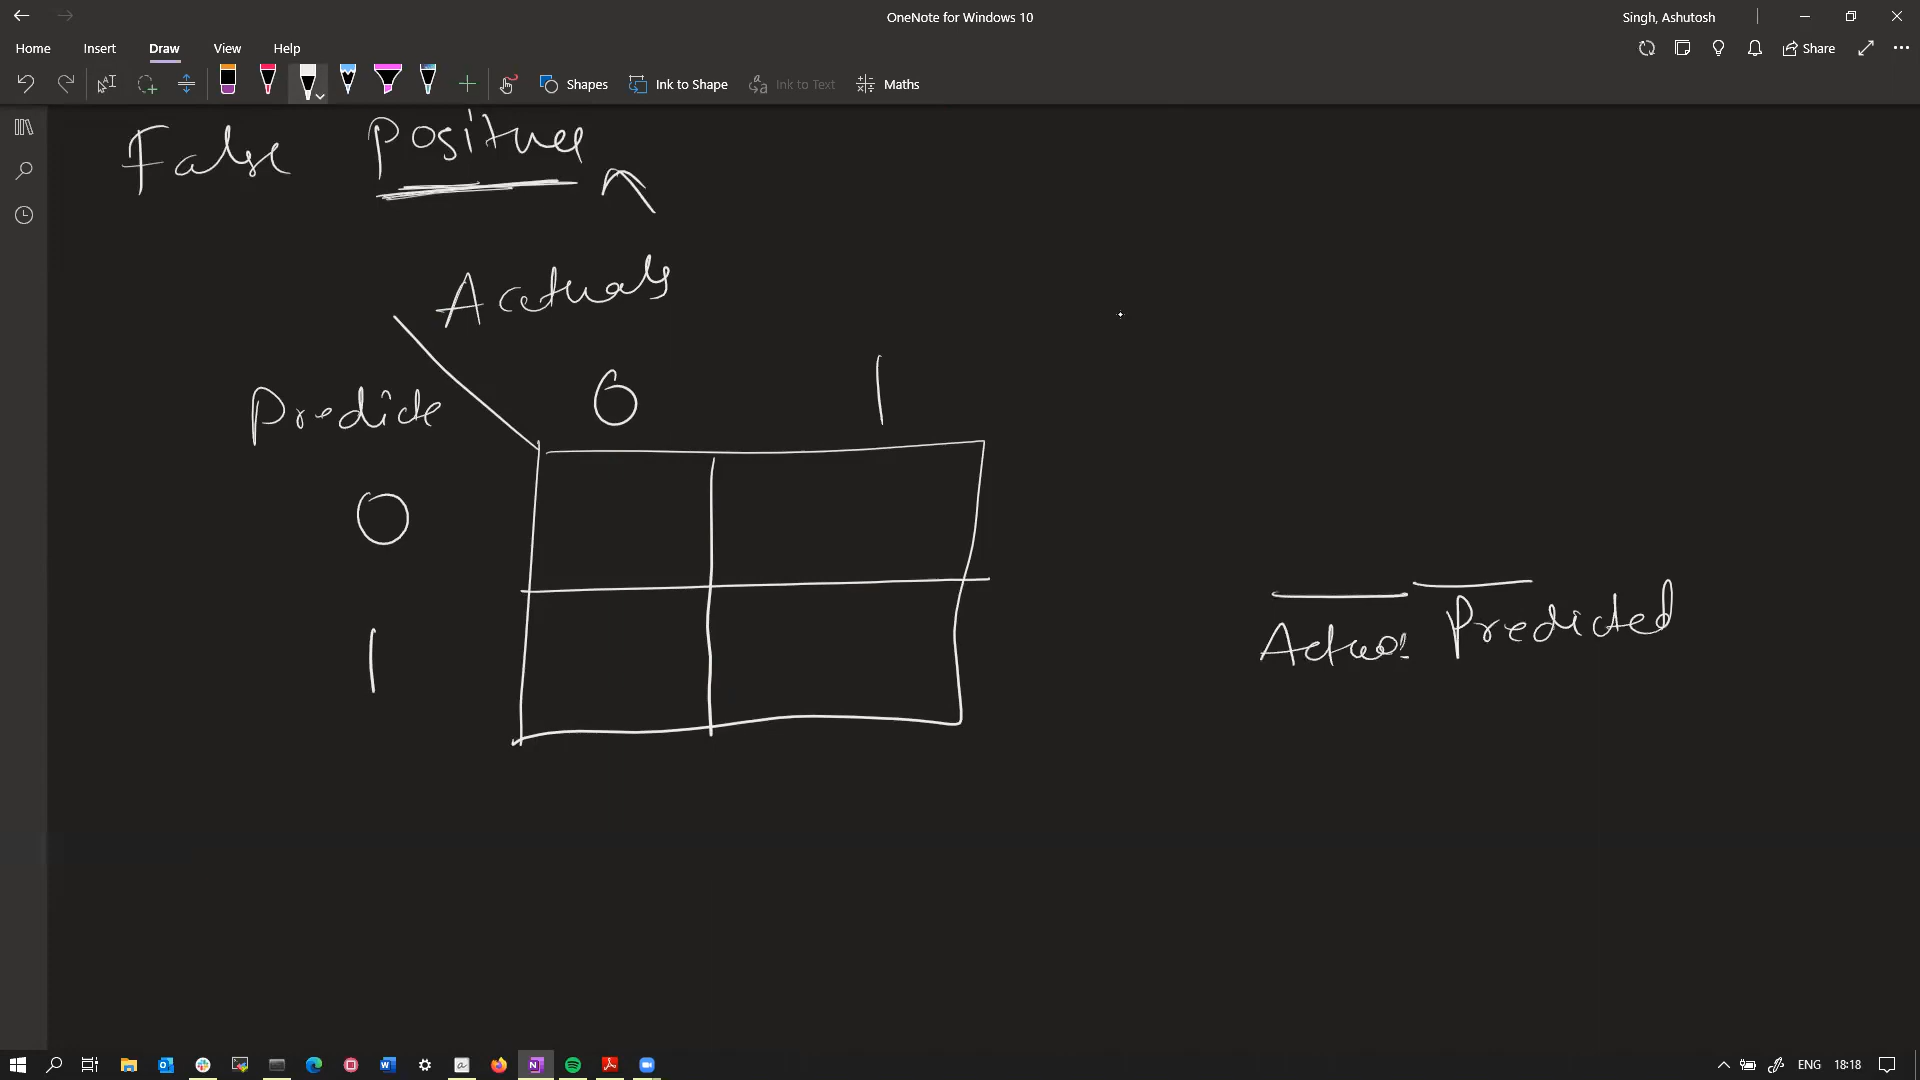 OneNote for Windows 10
Singh, Ashutosh
Home Insert Draw View Help
Share
Shapes Ink to Shape Ink to Text Maths
False Positive
Actuals
Predict 0 1
0
1
Actual Predicted
ENG 18:18